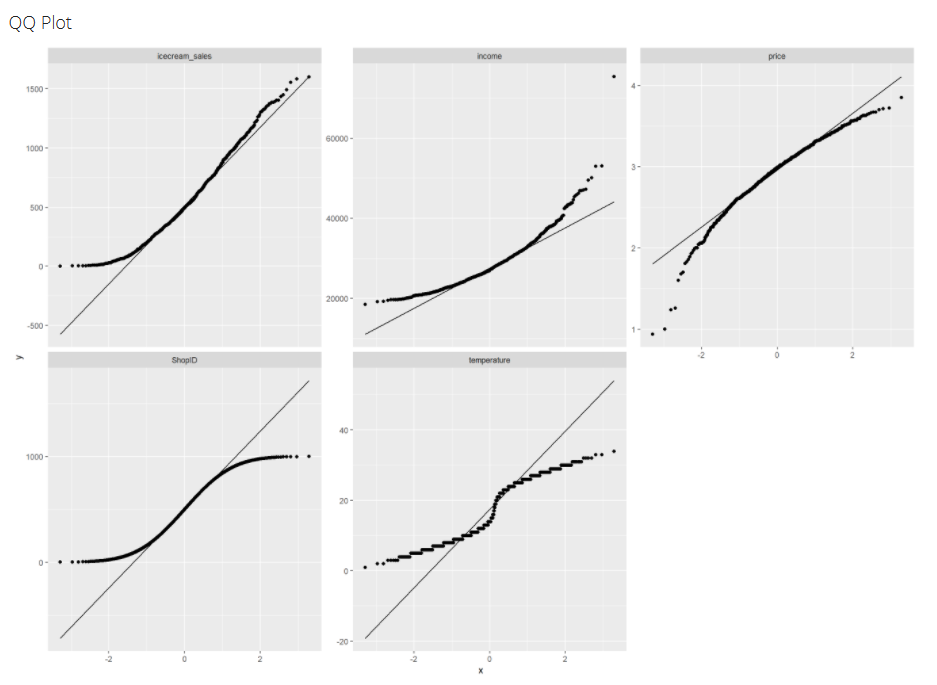 QQ Plot
icecream_sales
income
price
1500
1000
500
0
-500
60000
40000
20000
4
3
2
1
-2 0 2
y
ShopID
temperature
1000
0
40
20
0
-20
-2 0 2
-2 0 2
x